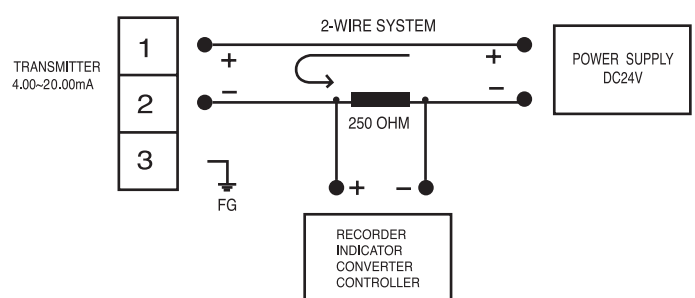 2-WIRE SYSTEM
TRANSMITTER
4.00~20.00mA
1
2
3
+
−
+
−
POWER SUPPLY
DC24V
250 OHM
FG
+ −
RECORDER
INDICATOR
CONVERTER
CONTROLLER